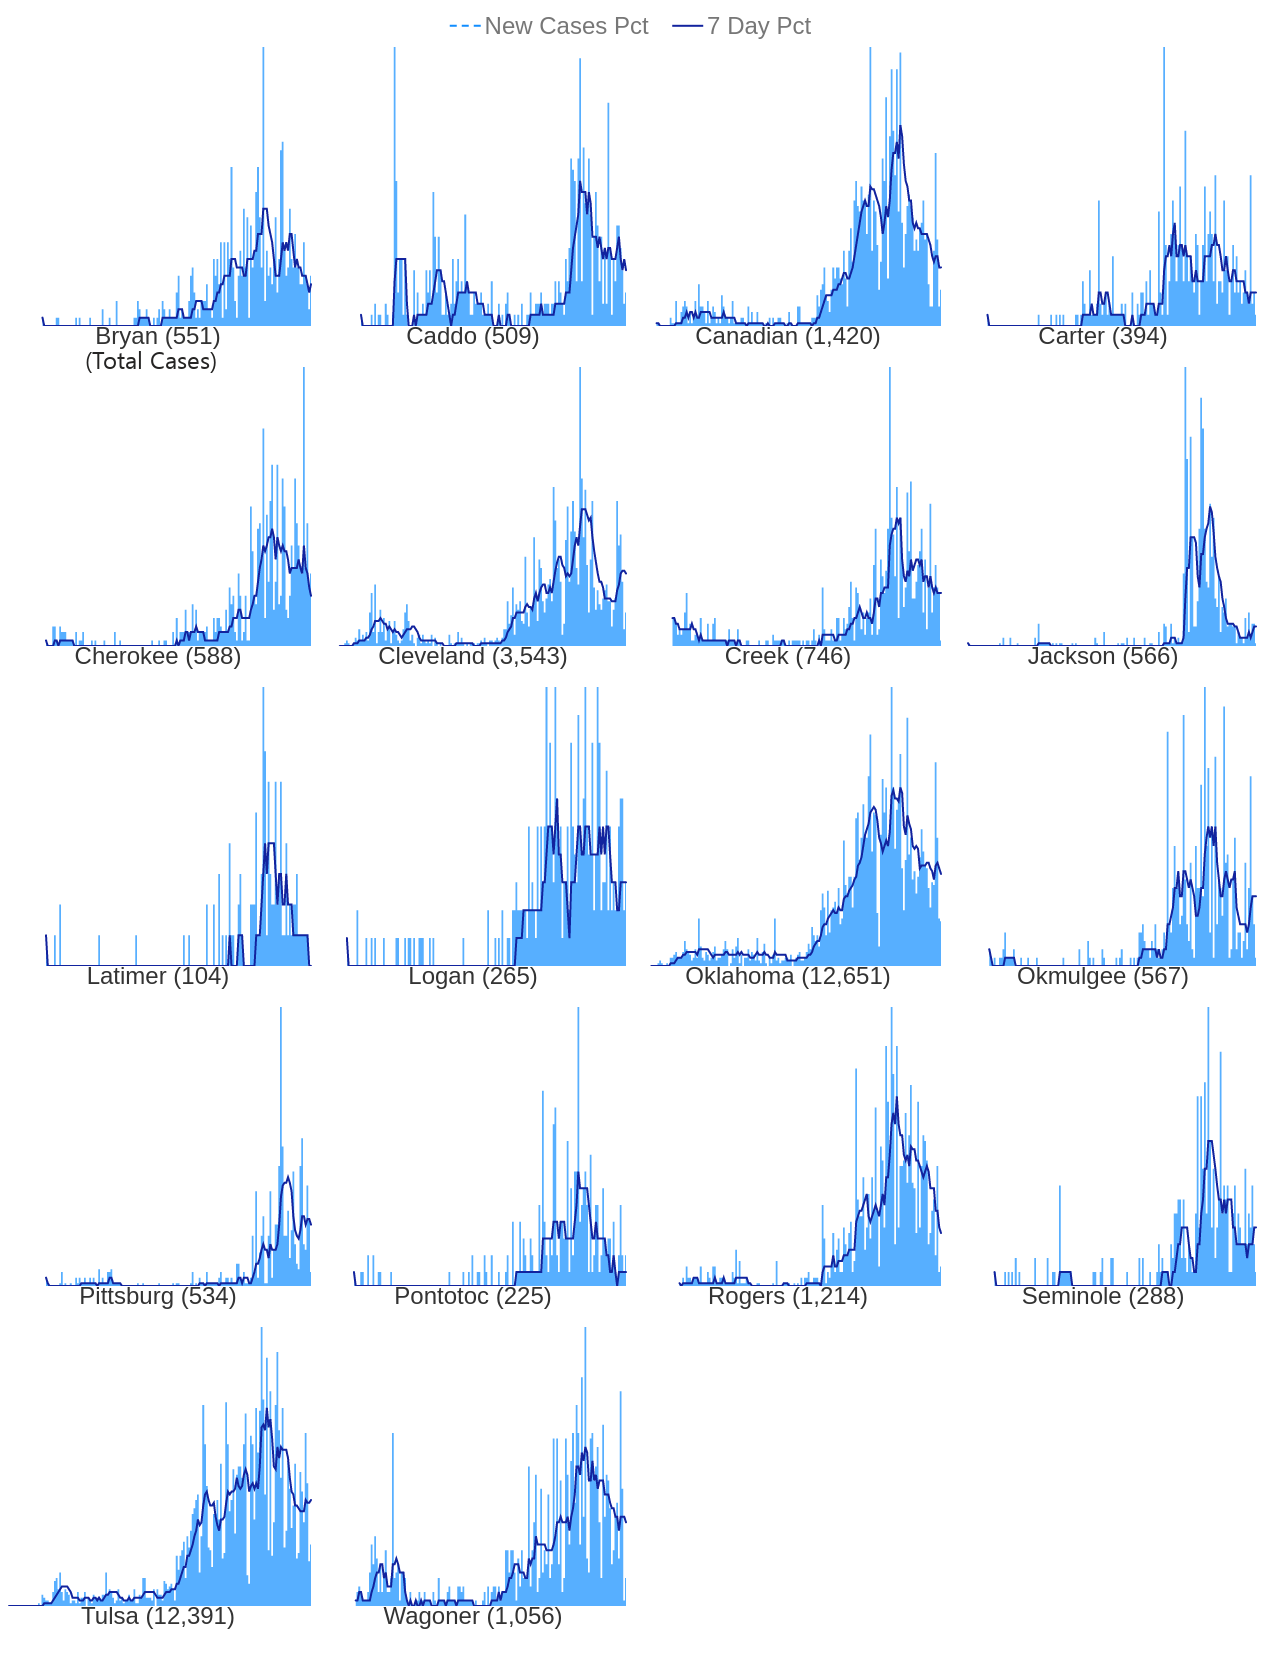 New Cases Pct 7 Day Pct
Bryan (551) Caddo (509) Canadian (1,420) Carter (394)
(Total Cases)
Cherokee (588) Cleveland (3,543) Creek (746) Jackson (566)
Latimer (104) Logan (265) Oklahoma (12,651) Okmulgee (567)
Pittsburg (534) Pontotoc (225) Rogers (1,214) Seminole (288)
Tulsa (12,391) Wagoner (1,056)